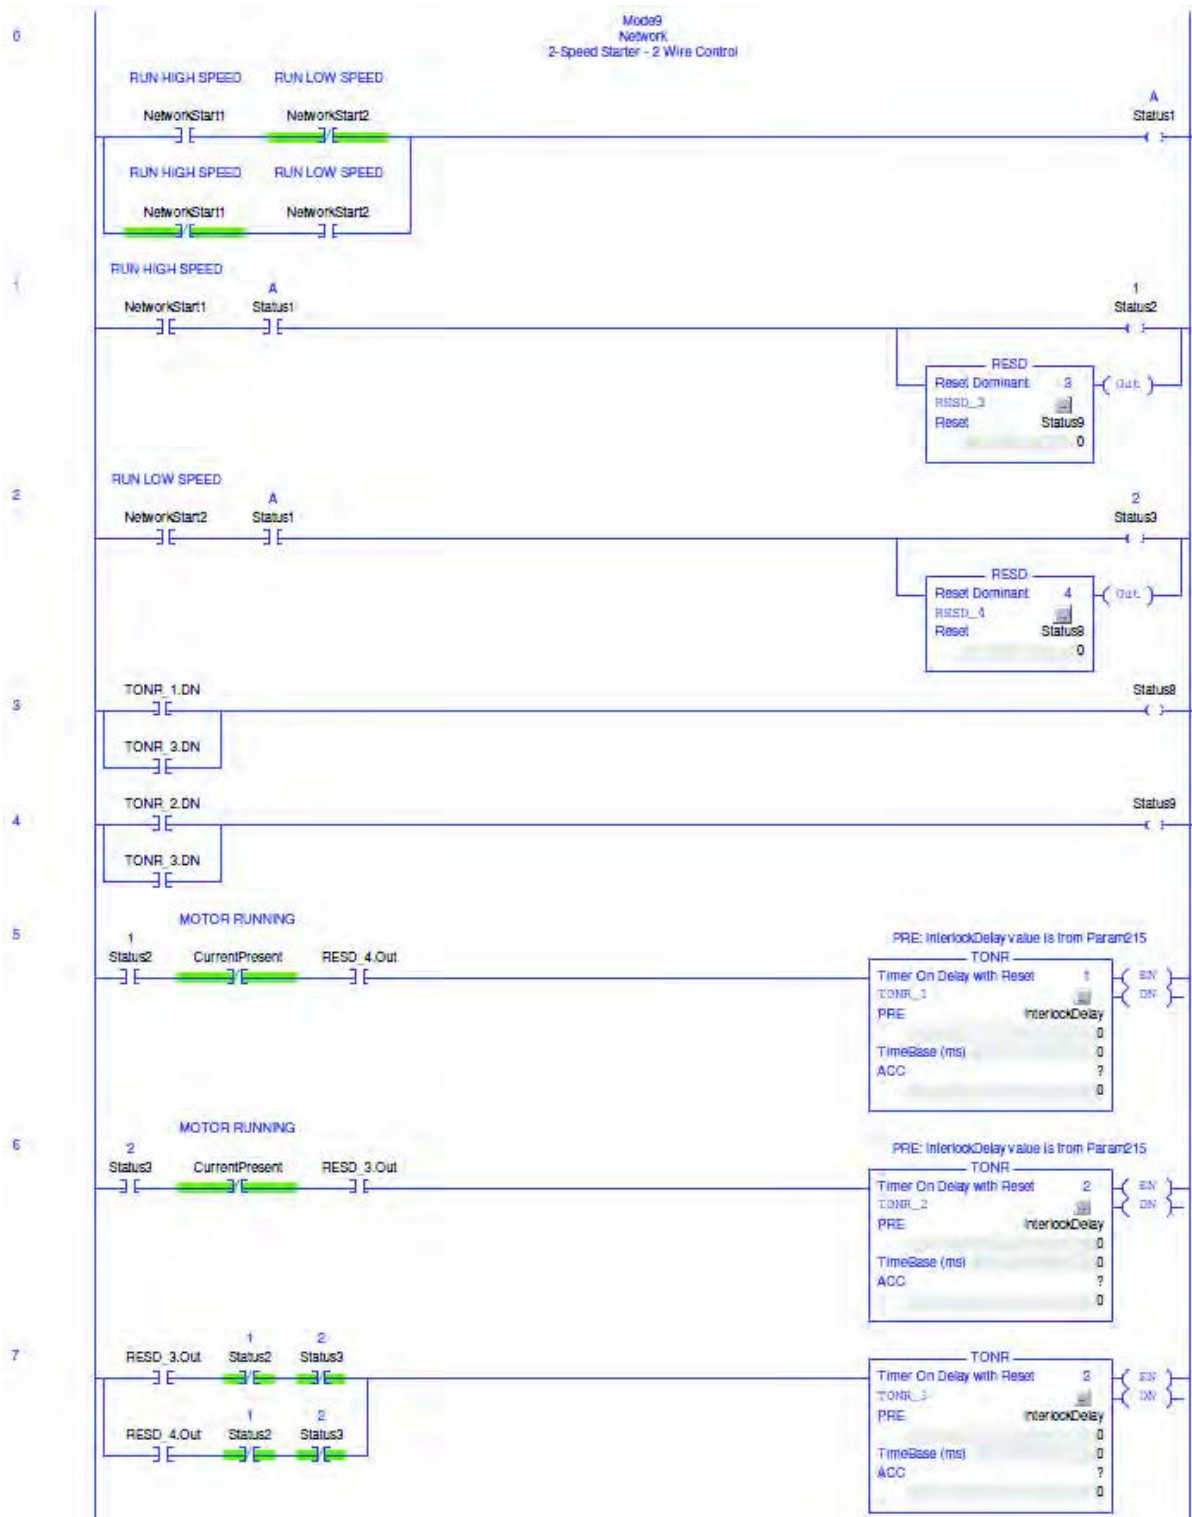 0
Mode9
Network
2-Speed Starter - 2 Wire Control
RUN HIGH SPEED RUN LOW SPEED
NetworkStart1 NetworkStart2
A
Status1
RUN HIGH SPEED RUN LOW SPEED
NetworkStart1 NetworkStart2
1
RUN HIGH SPEED
NetworkStart1
A
Status1
1
Status2
RESD
Reset Dominant 3
RESD_3
Reset Status9
0
Out
2
RUN LOW SPEED
NetworkStart2
A
Status1
2
Status3
RESD
Reset Dominant 4
RESD_4
Reset Status8
0
Out
3
TONR_1.DN
Status8
TONR_3.DN
4
TONR_2.DN
Status9
TONR_3.DN
5
MOTOR RUNNING
1
Status2 CurrentPresent RESD_4.Out
PRE: InterlockDelay value is from Param215
TONR
Timer On Delay with Reset 1
TONR_1
PRE InterlockDelay
0
TimeBase (ms) 0
ACC ?
0
EN
DN
6
MOTOR RUNNING
2
Status3 CurrentPresent RESD_3.Out
PRE: InterlockDelay value is from Param215
TONR
Timer On Delay with Reset 2
TONR_2
PRE InterlockDelay
0
TimeBase (ms) 0
ACC ?
0
EN
DN
7
1 2
RESD_3.Out Status2 Status3
1 2
RESD_4.Out Status2 Status3
TONR
Timer On Delay with Reset 3
TONR_3
PRE InterlockDelay
0
TimeBase (ms) 0
ACC ?
0
EN
DN